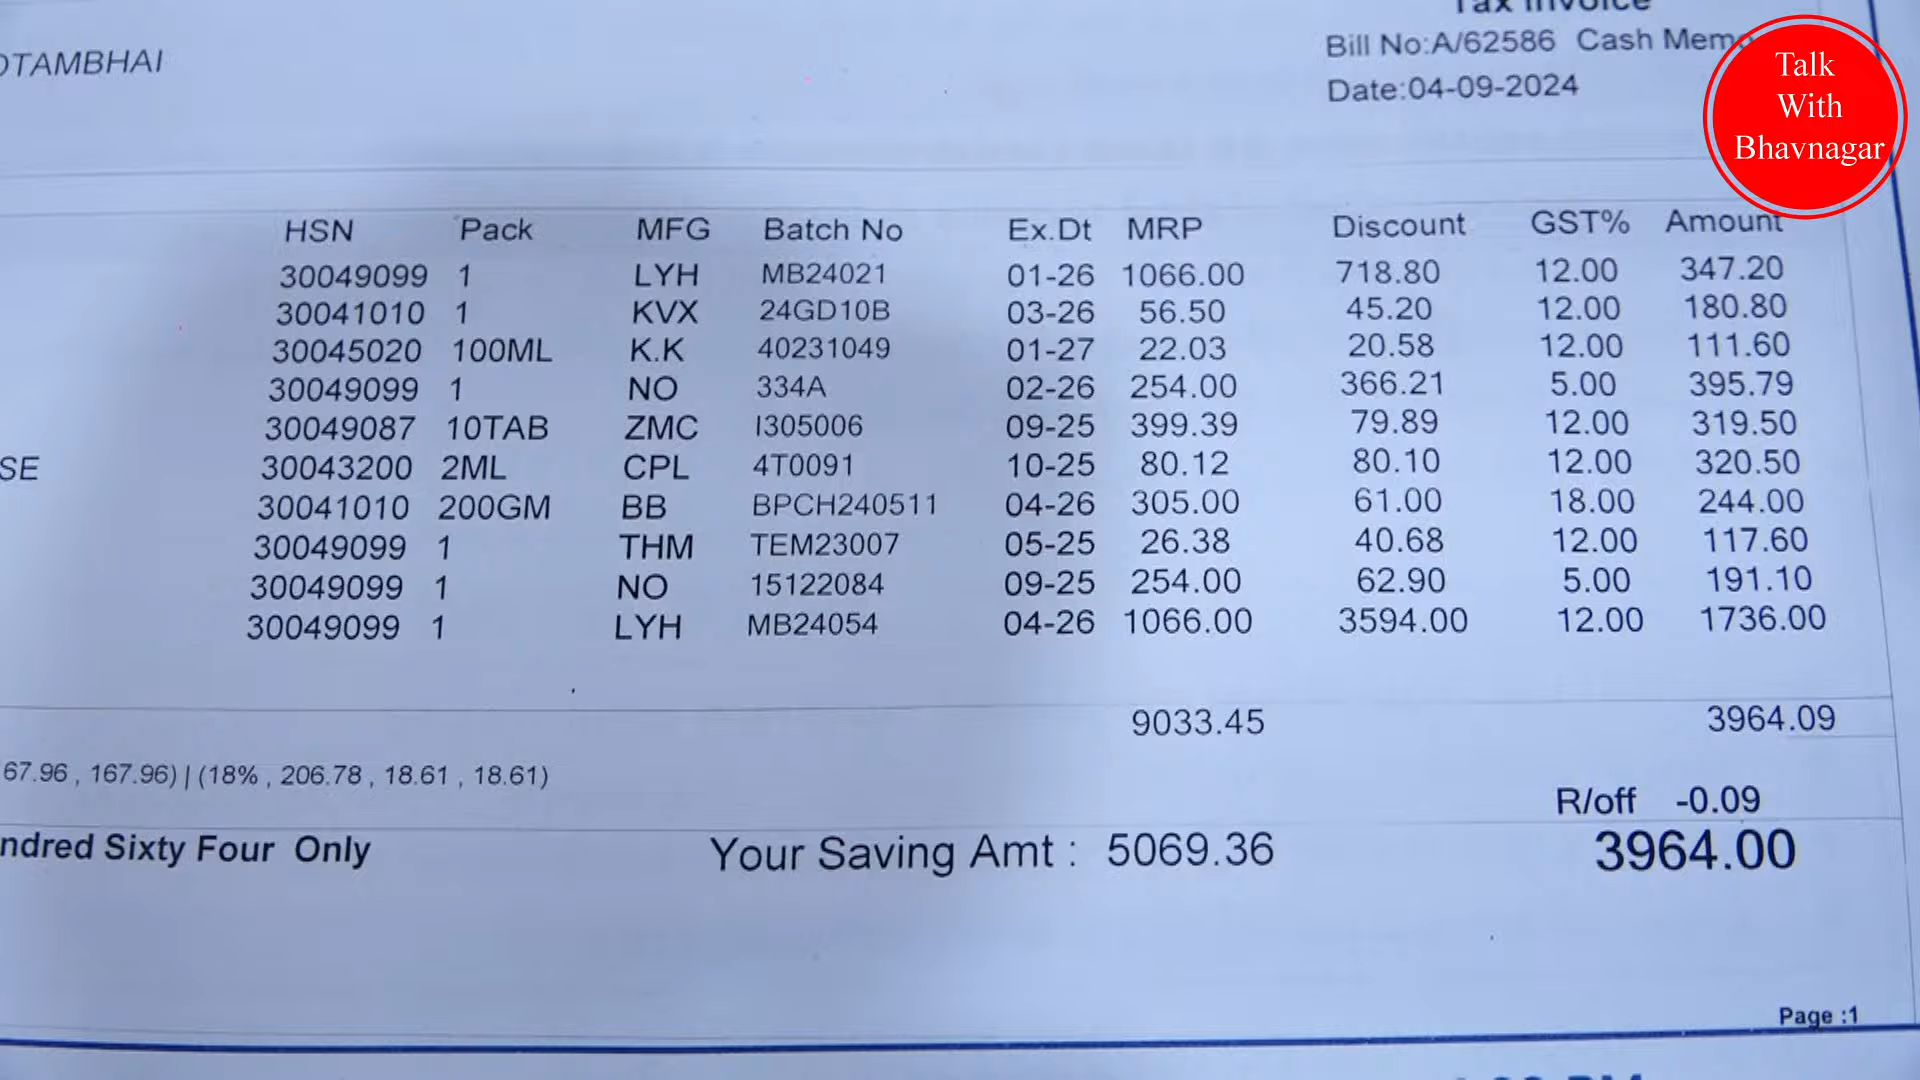 Tax Invoice
OTAMBHAI
Bill No:A/62586 Cash Memo
Date:04-09-2024
Talk
With
Bhavnagar
HSN Pack MFG Batch No Ex.Dt MRP Discount GST% Amount
30049099 1 LYH MB24021 01-26 1066.00 718.80 12.00 347.20
30041010 1 KVX 24GD10B 03-26 56.50 45.20 12.00 180.80
30045020 100ML K.K 40231049 01-27 22.03 20.58 12.00 111.60
30049099 1 NO 334A 02-26 254.00 366.21 5.00 395.79
30049087 10TAB ZMC I305006 09-25 399.39 79.89 12.00 319.50
SE 30043200 2ML CPL 4T0091 10-25 80.12 80.10 12.00 320.50
30041010 200GM BB BPCH240511 04-26 305.00 61.00 18.00 244.00
30049099 1 THM TEM23007 05-25 26.38 40.68 12.00 117.60
30049099 1 NO 15122084 09-25 254.00 62.90 5.00 191.10
30049099 1 LYH MB24054 04-26 1066.00 3594.00 12.00 1736.00
9033.45 3964.09
67.96 , 167.96) | (18% , 206.78 , 18.61 , 18.61)
R/off -0.09
ndred Sixty Four Only Your Saving Amt : 5069.36 3964.00
Page :1